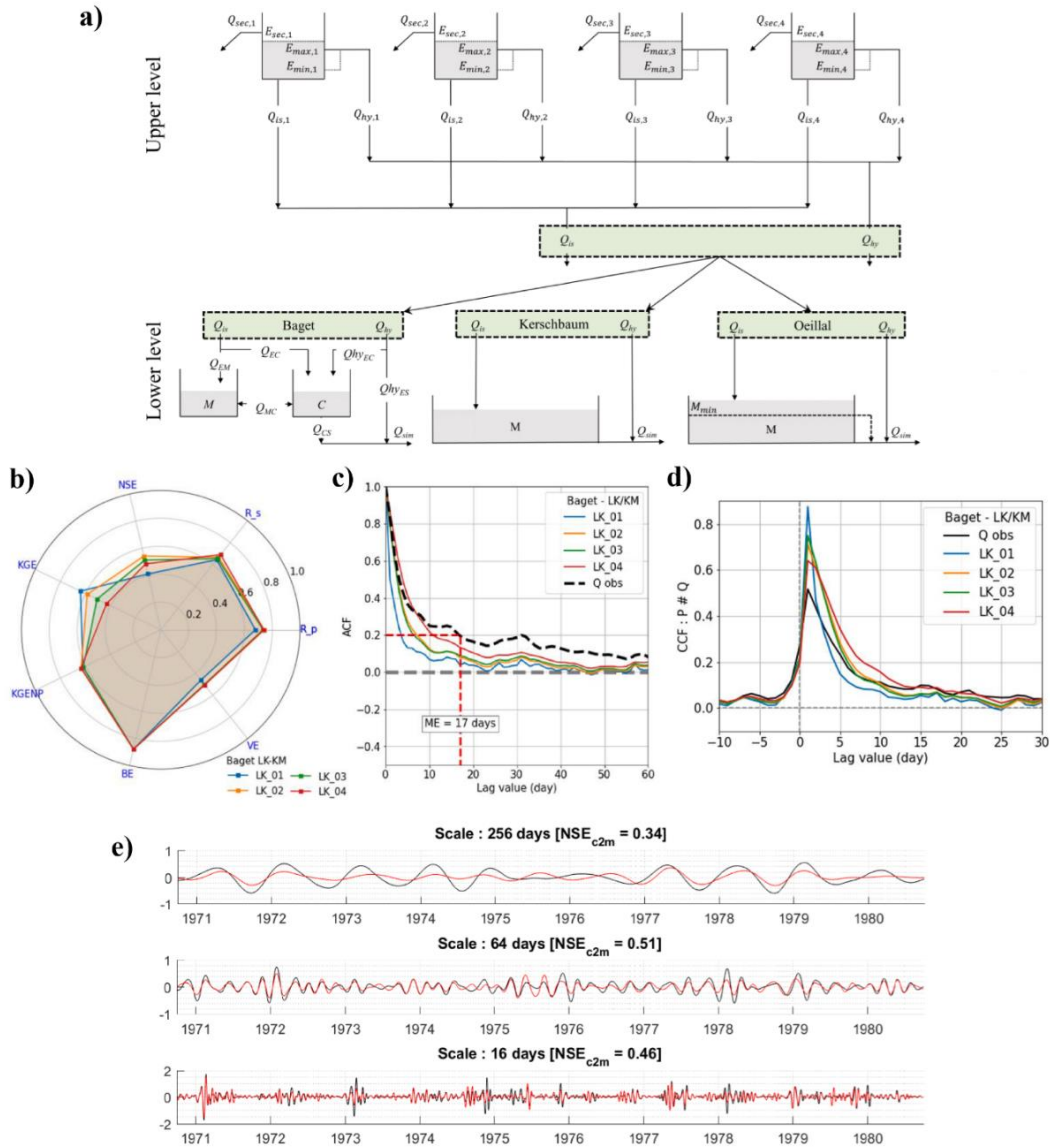 a)
Upper level
Q_sec,1 Q_sec,2 Q_sec,3 Q_sec,4
E_sec,1 E_sec,2 E_sec,3 E_sec,4
E_max,1 E_max,2 E_max,3 E_max,4
E_min,1 E_min,2 E_min,3 E_min,4
Q_is,1 Q_hy,1 Q_is,2 Q_hy,2 Q_is,3 Q_hy,3 Q_is,4 Q_hy,4
Q_is Q_hy
Lower level
Q_is Baget Q_hy
Q_EC Qhy_EC
Q_EM
Qhy_ES
M Q_MC C
Q_CS Q_sim
Q_is Kerschbaum Q_hy
M
Q_sim
Q_is Oeillal Q_hy
M_min
M
Q_sim
b)
NSE
R_s
KGE
1.0
0.8
0.6
0.4
0.2
R_p
KGENP
BE
VE
Baget LK-KM
LK_01 LK_03
LK_02 LK_04
c)
1.0
0.8
0.6
0.4
0.2
0.0
−0.2
−0.4
ACF
Baget - LK/KM
LK_01
LK_02
LK_03
LK_04
Q obs
ME = 17 days
0 10 20 30 40 50 60
Lag value (day)
d)
0.8
0.6
0.4
0.2
0.0
CCF : P # Q
Baget - LK/KM
Q obs
LK_01
LK_02
LK_03
LK_04
−10 −5 0 5 10 15 20 25 30
Lag value (day)
e)
Scale : 256 days [NSE_c2m = 0.34]
1
0
-1
1971 1972 1973 1974 1975 1976 1977 1978 1979 1980
Scale : 64 days [NSE_c2m = 0.51]
1
0
-1
1971 1972 1973 1974 1975 1976 1977 1978 1979 1980
Scale : 16 days [NSE_c2m = 0.46]
2
0
-2
1971 1972 1973 1974 1975 1976 1977 1978 1979 1980